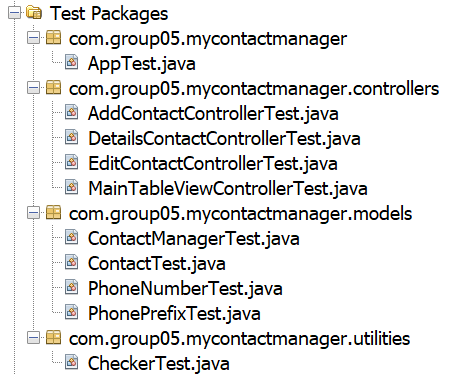 Test Packages
com.group05.mycontactmanager
AppTest.java
com.group05.mycontactmanager.controllers
AddContactControllerTest.java
DetailsContactControllerTest.java
EditContactControllerTest.java
MainTableViewControllerTest.java
com.group05.mycontactmanager.models
ContactManagerTest.java
ContactTest.java
PhoneNumberTest.java
PhonePrefixTest.java
com.group05.mycontactmanager.utilities
CheckerTest.java